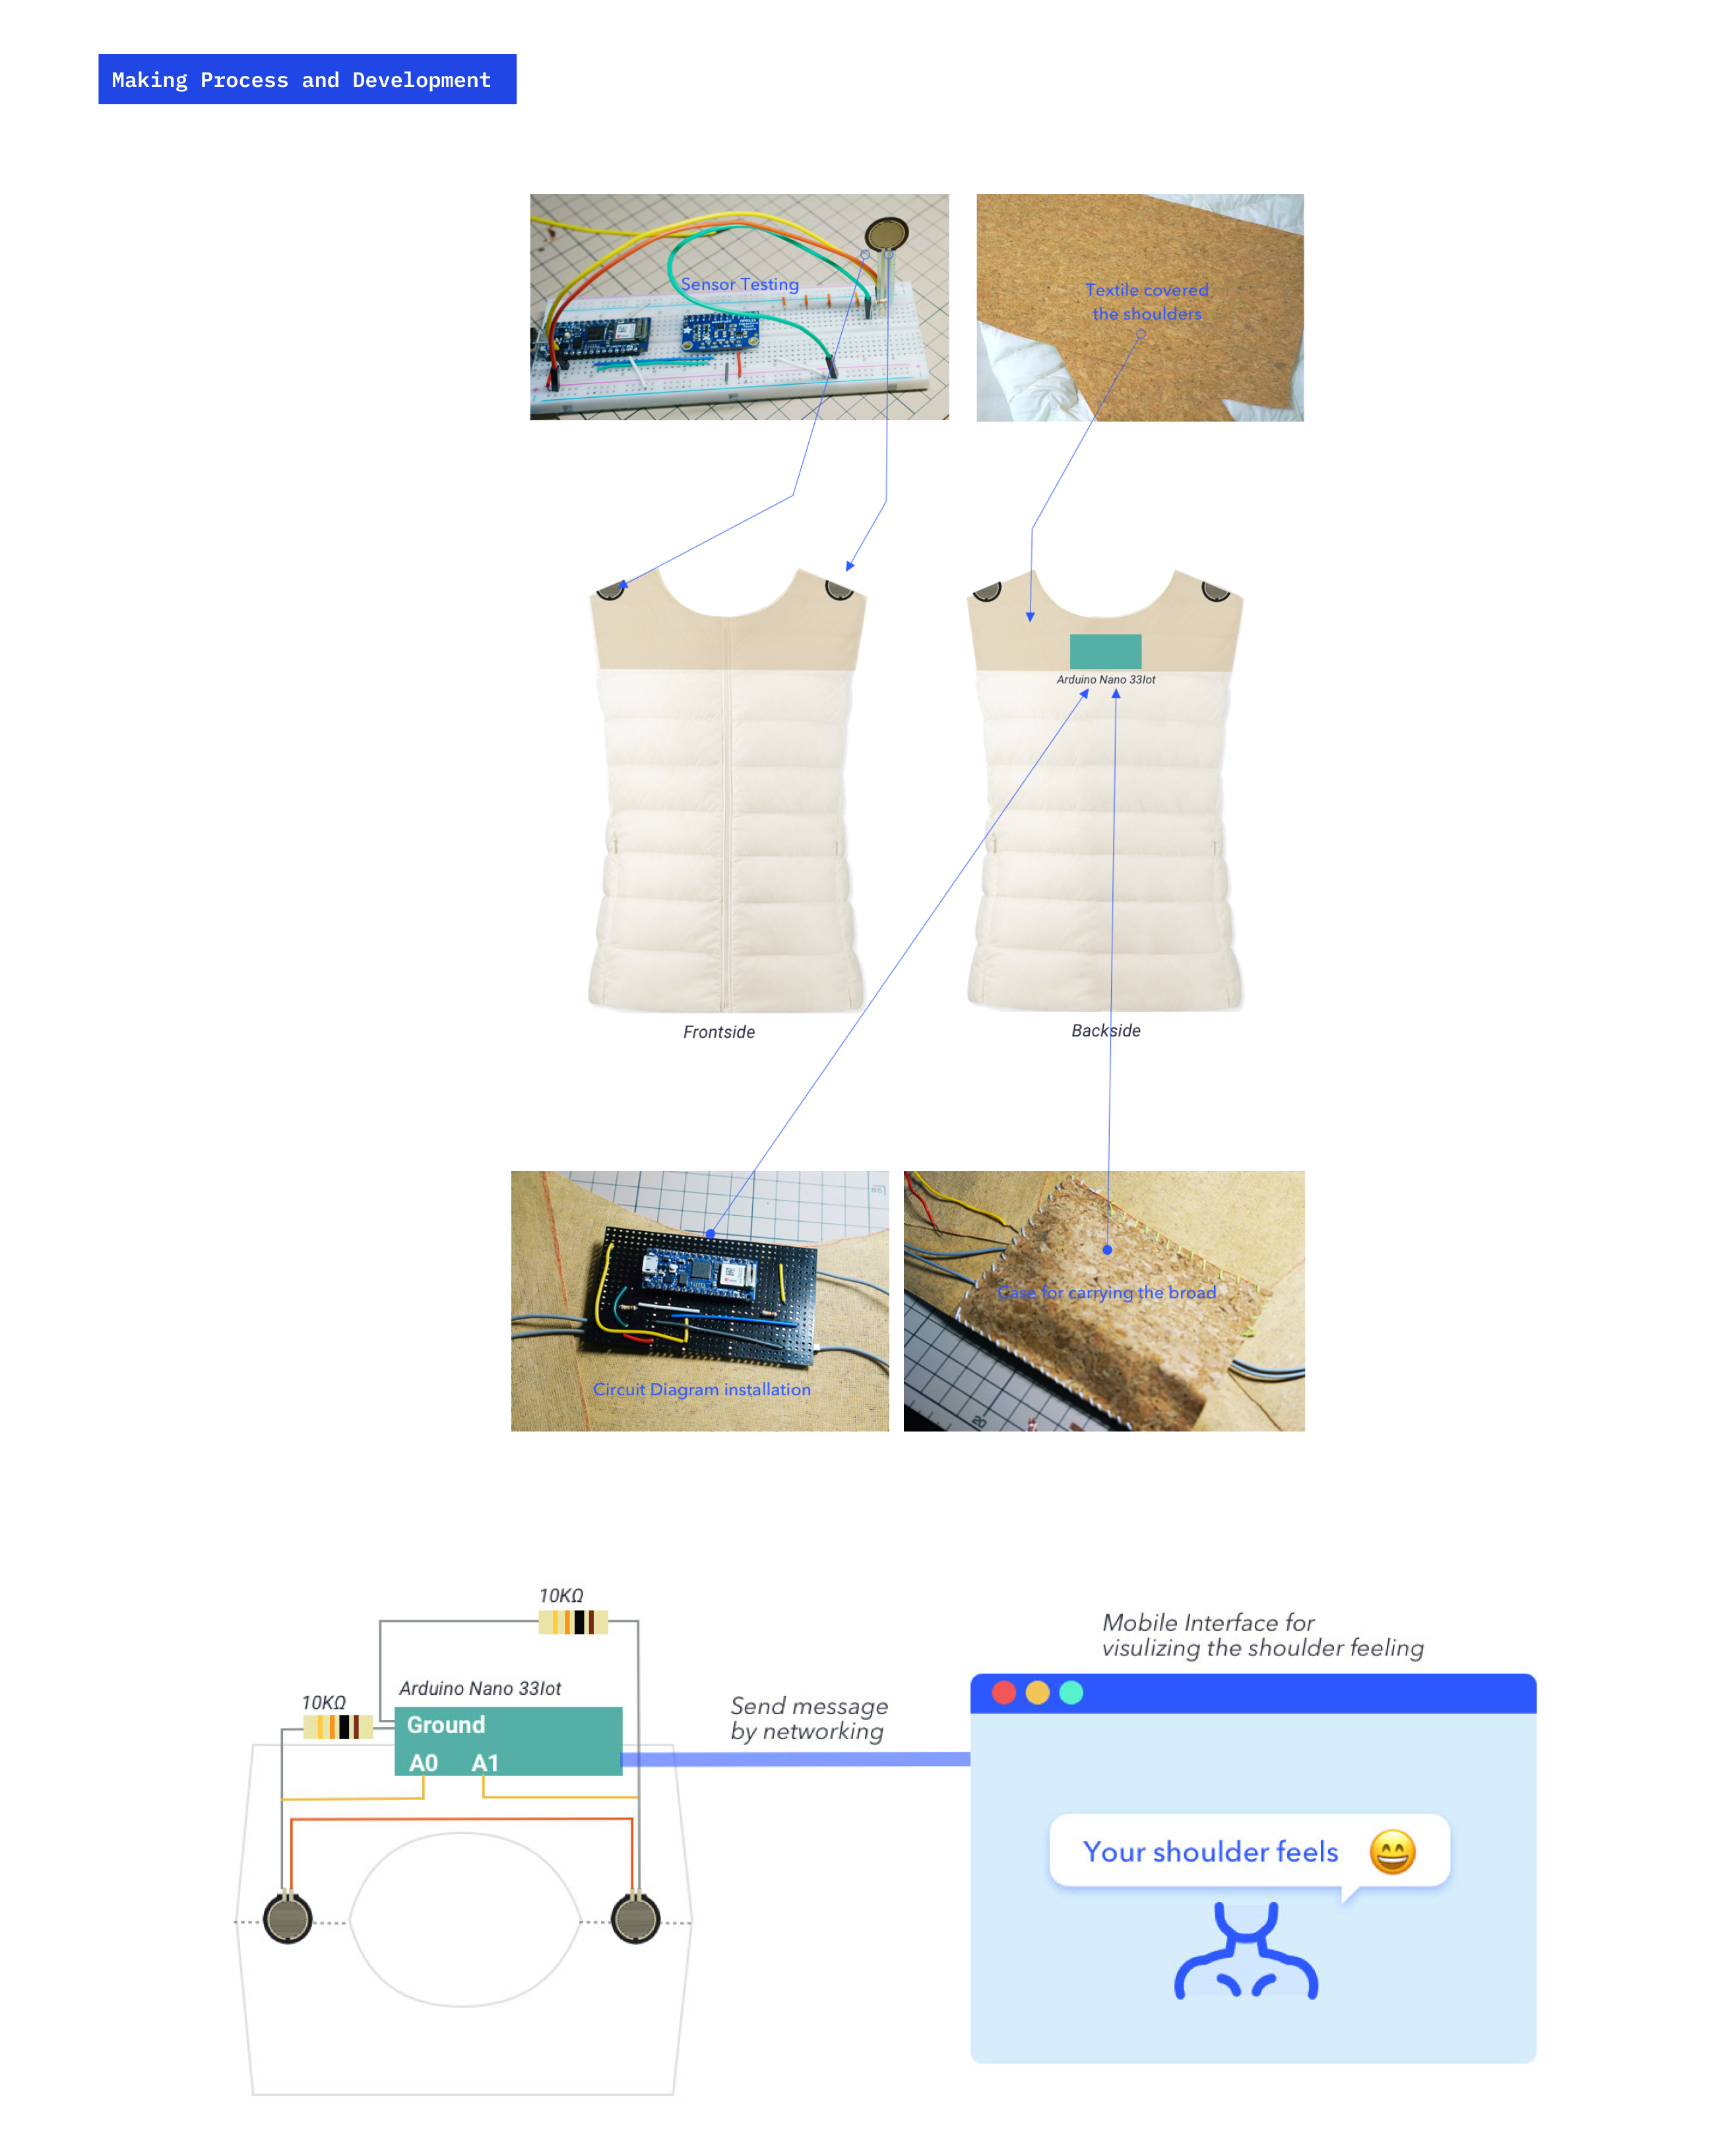 Making Process and Development
Sensor Testing
Textile covered
the shoulders
Arduino Nano 33Iot
Frontside
Backside
Circuit Diagram installation
Case for carrying the broad
20
10KΩ
10KΩ
Arduino Nano 33Iot
Ground
A0 A1
Send message
by networking
Mobile Interface for
visulizing the shoulder feeling
Your shoulder feels 😄